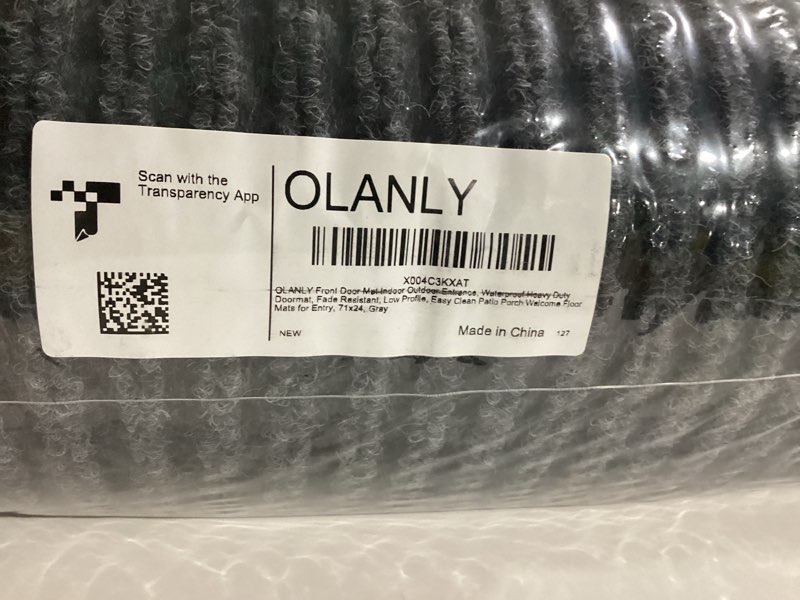 Scan with the
Transparency App
OLANLY
X004C3KXAT
OLANLY Front Door Mat Indoor Outdoor Entrance, Waterproof Heavy Duty
Doormat, Fade Resistant, Low Profile, Easy Clean Patio Porch Welcome Floor
Mats for Entry, 71x24, Gray
NEW
Made in China 127